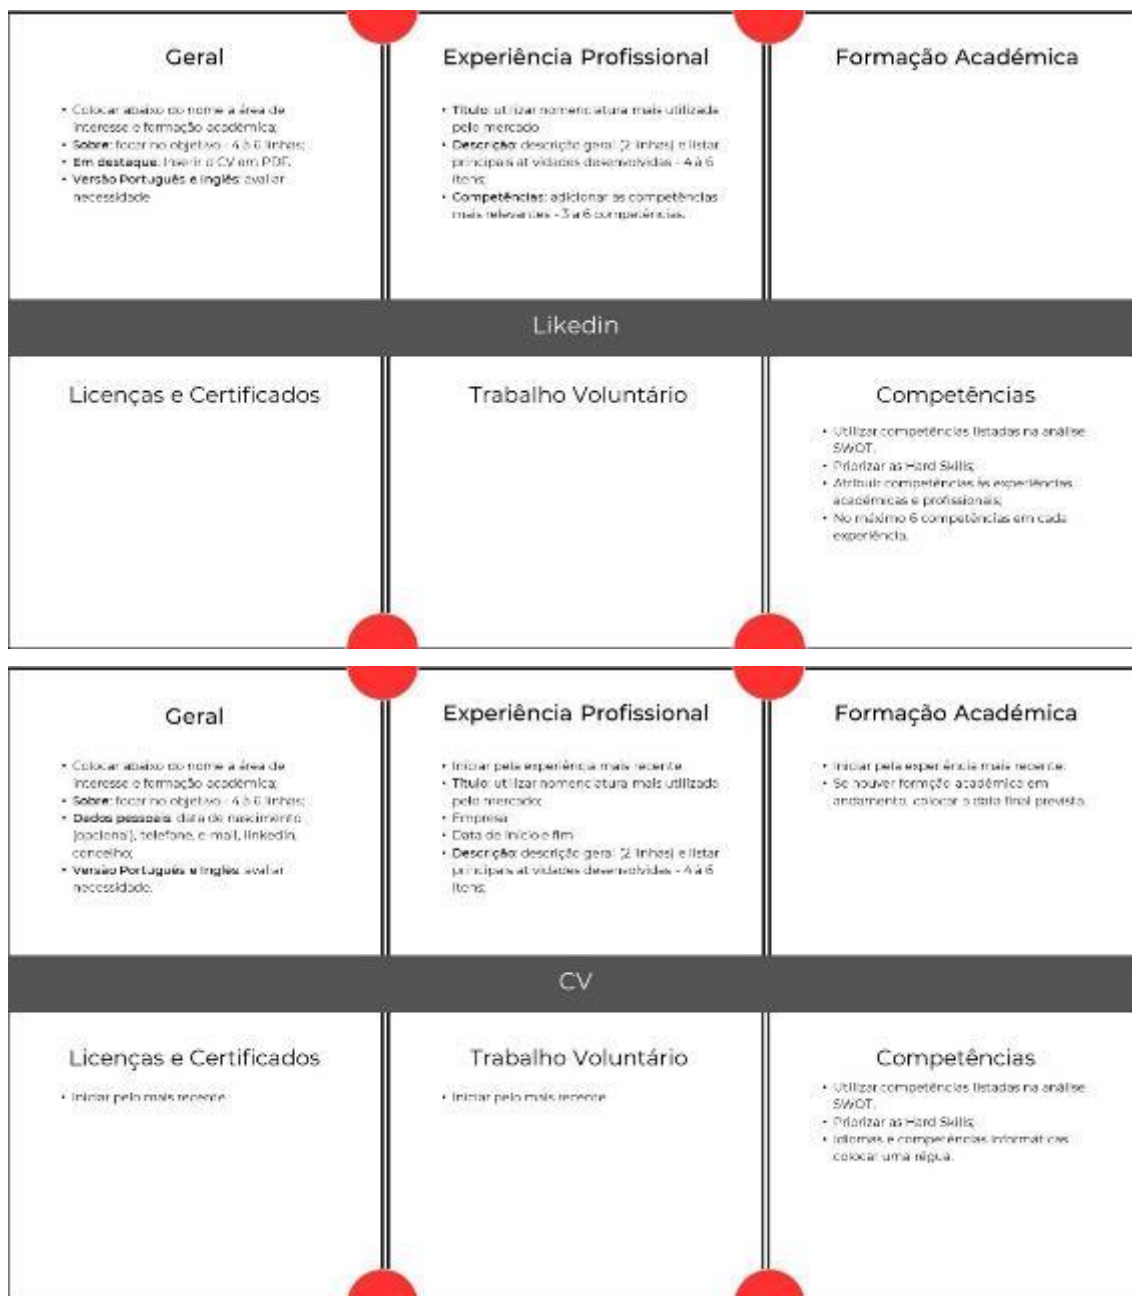 Geral
• Colocar abaixo do nome a área de
interesse e formação acadêmica;
• Sobre: focar no objetivo - 4 à 6 linhas;
• Em destaque: Inserir o CV em PDF.
• Versão Português e Inglês: avaliar
necessidade
Experiência Profissional
• Título: utilizar nomenclatura mais utilizada
pelo mercado
• Descrição: descrição geral (2 linhas) e listar
principais atividades desenvolvidas - 4 à 6
itens;
• Competências: adicionar as competências
mais relevantes - 3 a 6 competências.
Formação Académica
Likedin
Licenças e Certificados
Trabalho Voluntário
Competências
• Utilizar competências listadas na análise
SWOT.
• Priorizar as Hard Skills;
• Atribuir competências às experiências
académicas e profissionais;
• No máximo 6 competências em cada
experiência.
Geral
• Colocar abaixo do nome a área de
interesse e formação acadêmica;
• Sobre: focar no objetivo - 4 à 6 linhas;
• Dados pessoais: data de nascimento
(opcional), telefone, e-mail, linkedin,
concelho;
• Versão Português e Inglês: avaliar
necessidade.
Experiência Profissional
• Iniciar pela experiência mais recente
• Título: utilizar nomenclatura mais utilizada
pelo mercado;
• Empresa
• Data de início e fim
• Descrição: descrição geral (2 linhas) e listar
principais atividades desenvolvidas - 4 à 6
itens;
Formação Académica
• Iniciar pela experiência mais recente;
• Se houver formção acadêmica em
andamento, colocar a data final prevista.
CV
Licenças e Certificados
• Iniciar pelo mais recente
Trabalho Voluntário
• Iniciar pelo mais recente
Competências
• Utilizar competências listadas na análise
SWOT.
• Priorizar as Hard Skills;
• Idiomas e competências informáticas
colocar uma régua.